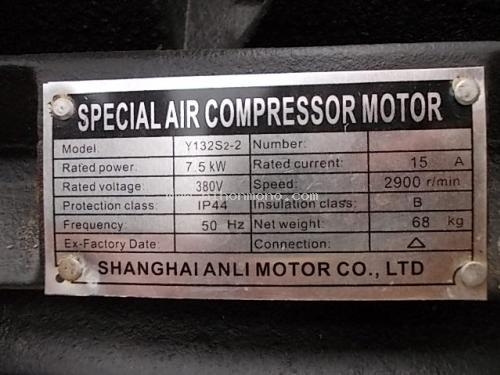 SPECIAL AIR COMPRESSOR MOTOR
Model: Y132S2-2 Number:
Rated power: 7.5 kW Rated current: 15 A
Rated voltage: 380V Speed: 2900 r/min
Protection class: IP44 Insulation class: B
Frequency: 50 Hz Net weight: 68 kg
Ex-Factory Date: Connection: △
SHANGHAI ANLI MOTOR CO., LTD